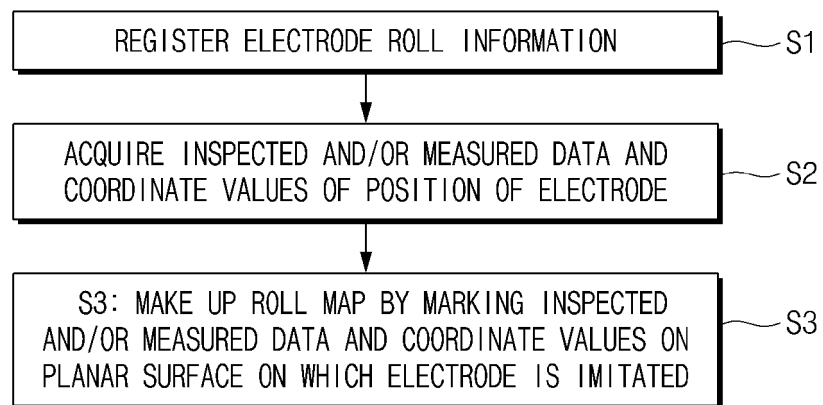 REGISTER ELECTRODE ROLL INFORMATION
S1
ACQUIRE INSPECTED AND/OR MEASURED DATA AND
COORDINATE VALUES OF POSITION OF ELECTRODE
S2
S3: MAKE UP ROLL MAP BY MARKING INSPECTED
AND/OR MEASURED DATA AND COORDINATE VALUES ON
PLANAR SURFACE ON WHICH ELECTRODE IS IMITATED
S3